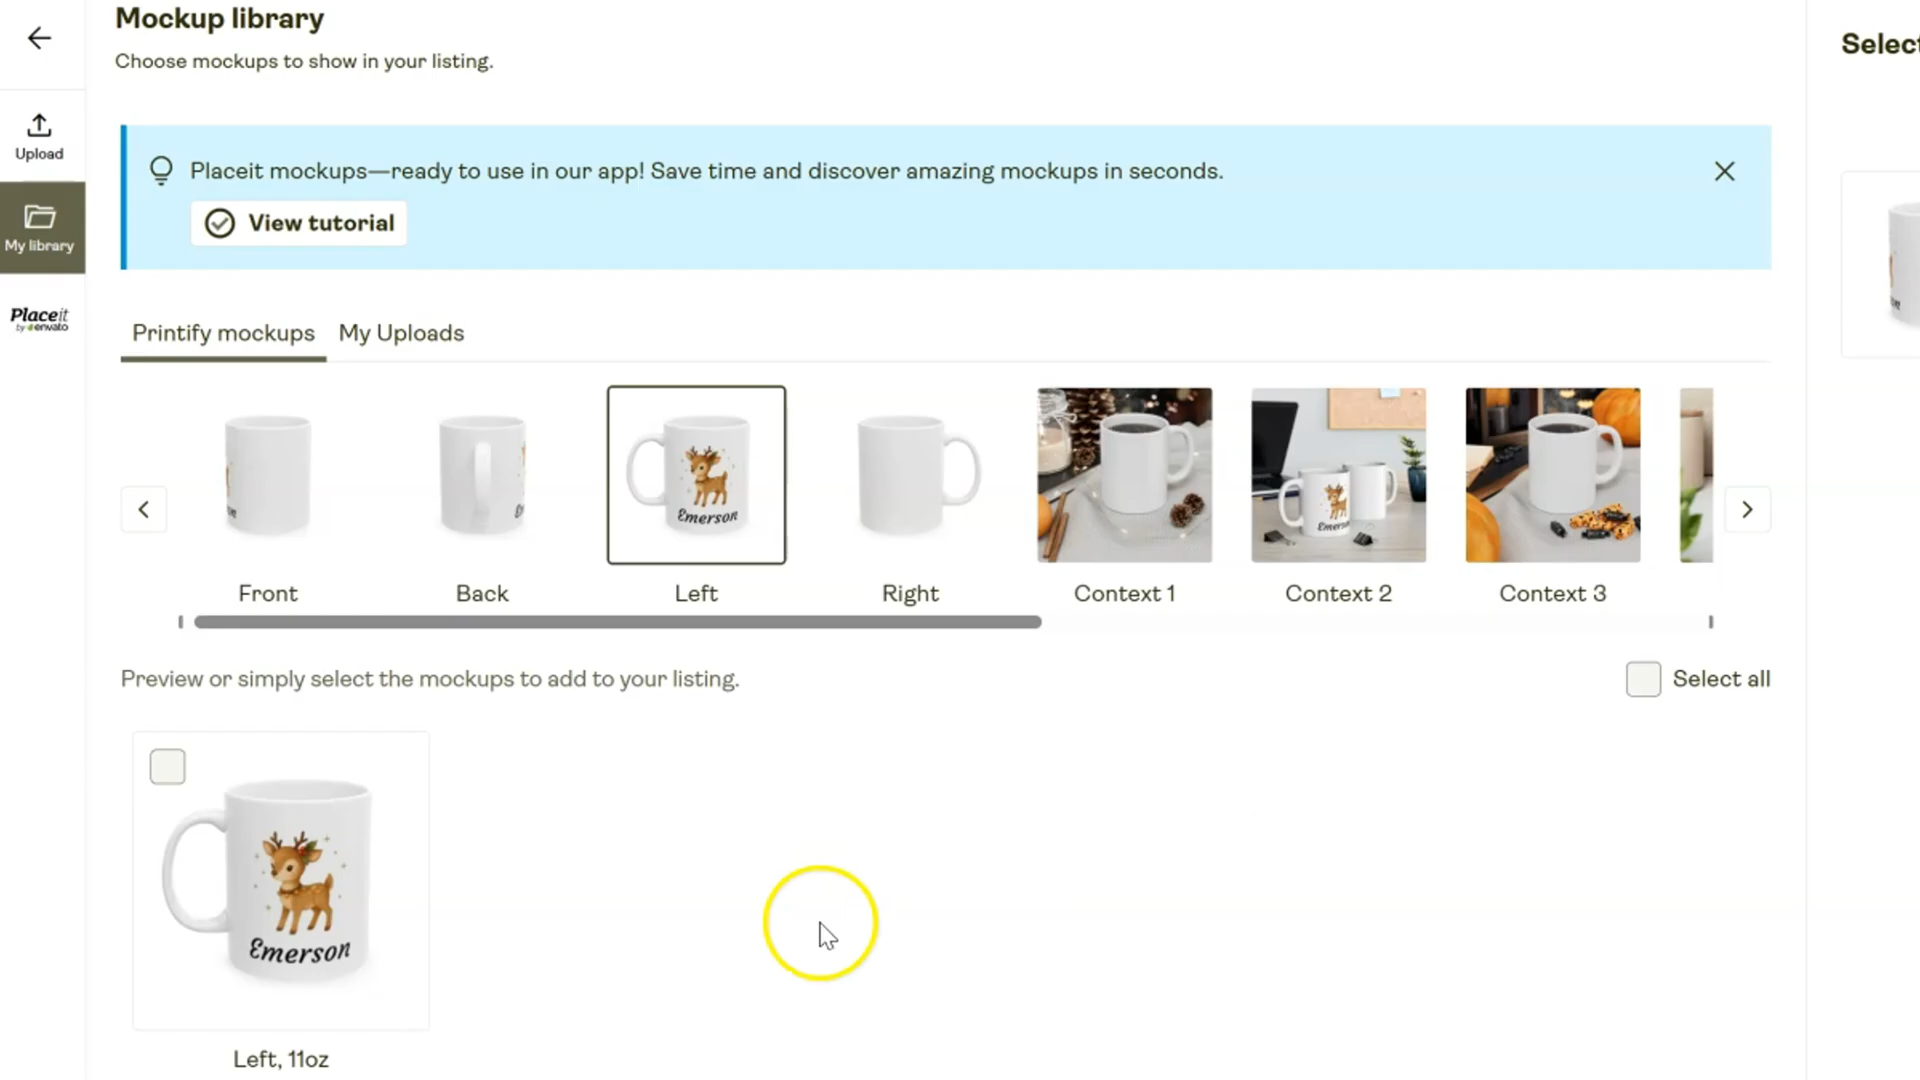 Mockup library
Choose mockups to show in your listing.
Select
Upload
My library
Placeit
by envato
Placeit mockups—ready to use in our app! Save time and discover amazing mockups in seconds.
View tutorial
Printify mockups My Uploads
Emerson
Emerson
Front Back Left Right Context 1 Context 2 Context 3
Preview or simply select the mockups to add to your listing.
Select all
Emerson
Left, 11oz